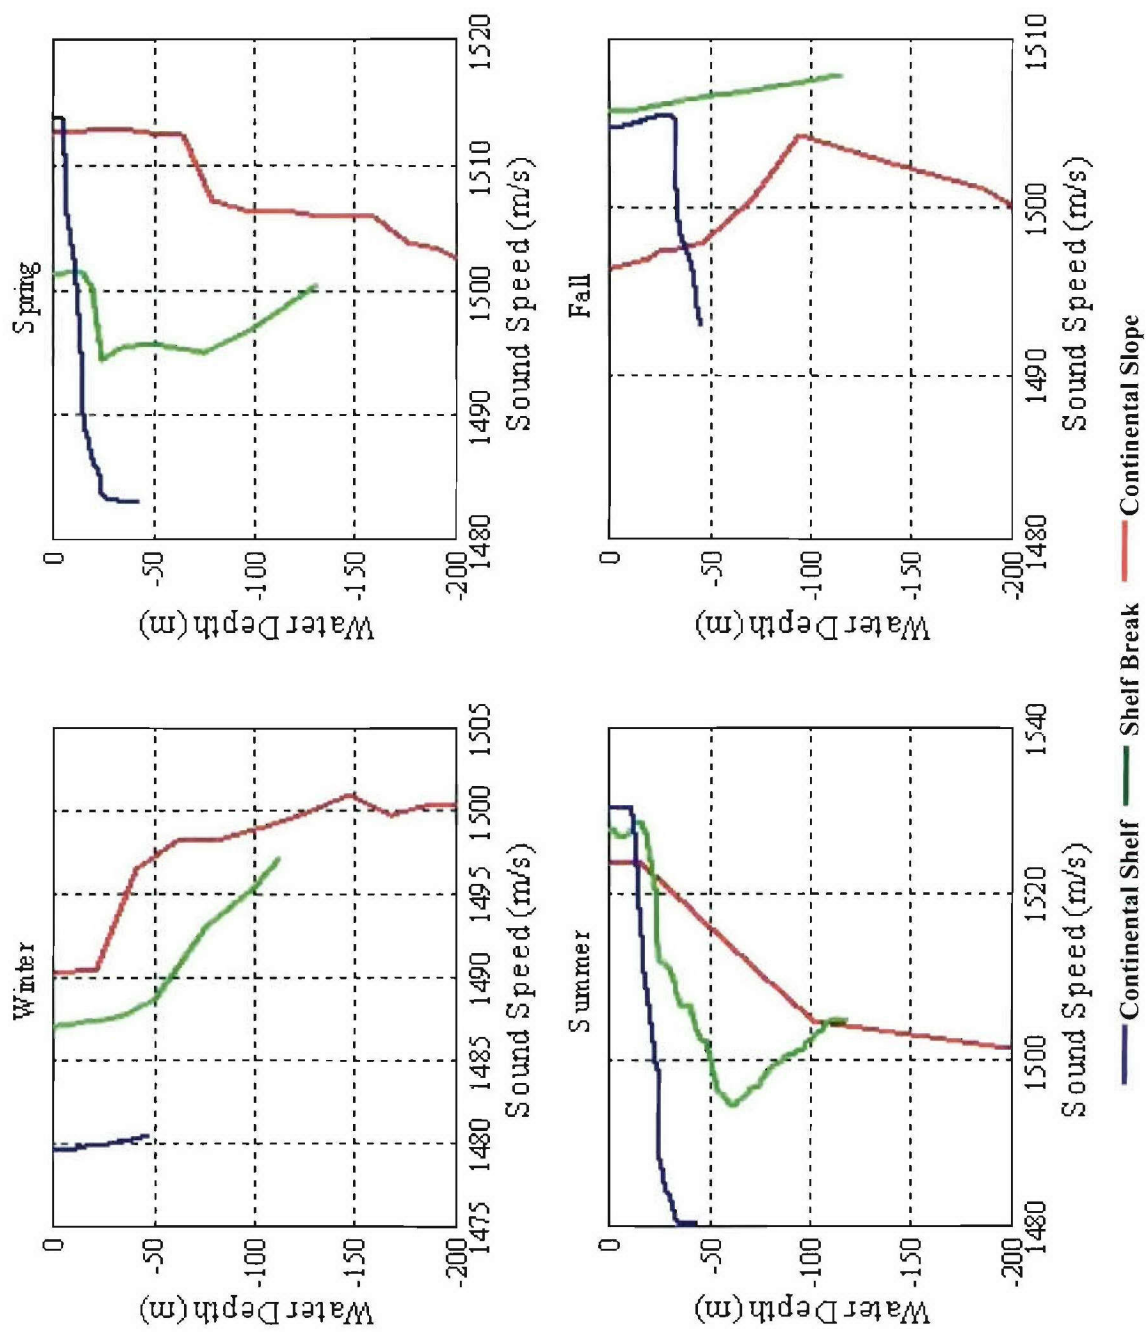 Winter
0
-50
-100
-150
-200
Water Depth (m)
1475 1480 1485 1490 1495 1500 1505
Sound Speed (m/s)
Spring
0
-50
-100
-150
-200
Water Depth (m)
1480 1490 1500 1510 1520
Sound Speed (m/s)
Summer
0
-50
-100
-150
-200
Water Depth (m)
1480 1500 1520 1540
Sound Speed (m/s)
Fall
0
-50
-100
-150
-200
Water Depth (m)
1480 1490 1500 1510
Sound Speed (m/s)
Continental Shelf Shelf Break Continental Slope